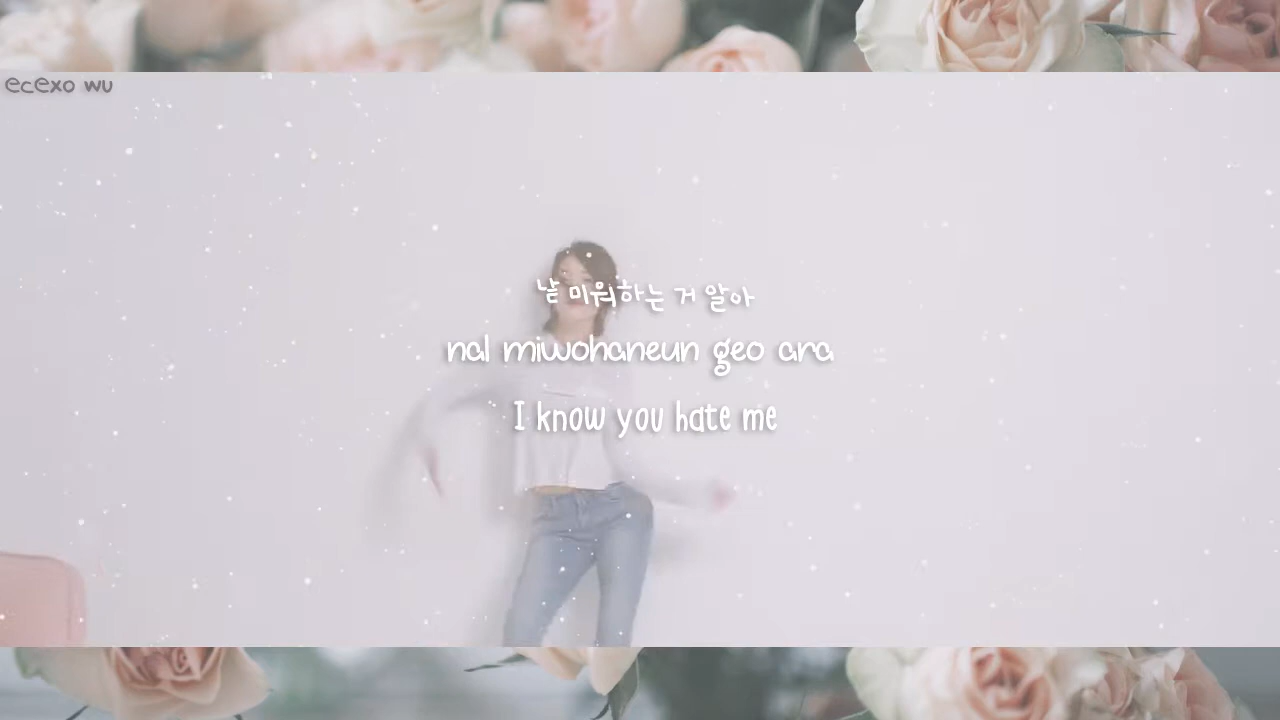 ecexo wu
날 미워하는 거 알아
nal miwohaneun geo ara
I know you hate me